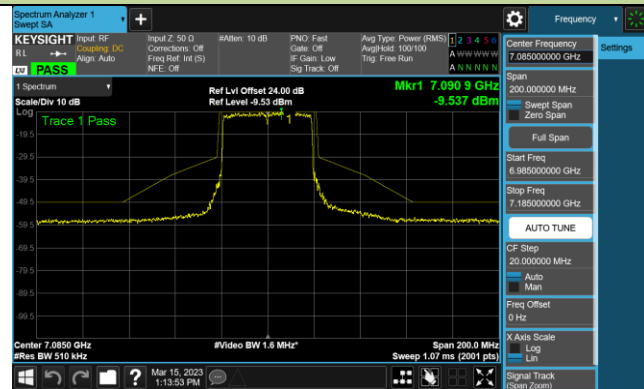 Spectrum Analyzer 1
Swept SA
Frequency
KEYSIGHT
RL
Input: RF
Coupling: DC
Align: Auto
Input Z: 50 Ω
Corrections: Off
Freq Ref: Int (S)
NFE: Off
#Atten: 10 dB
PNO: Fast
Gate: Off
IF Gain: Low
Sig Track: Off
Avg Type: Power (RMS)
Avg|Hold: 100/100
Trig: Free Run
1 2 3 4 5 6
A W W W W W
A N N N N N
LXI PASS
1 Spectrum
Scale/Div 10 dB
Log
Ref Lvl Offset 24.00 dB
Ref Level -9.53 dBm
Mkr1 7.090 9 GHz
-9.537 dBm
Trace 1 Pass
1
-19.5
-29.5
-39.5
-49.5
-59.5
-69.5
-79.5
-89.5
-99.5
Center 7.0850 GHz
#Res BW 510 kHz
#Video BW 1.6 MHz*
Span 200.0 MHz
Sweep 1.07 ms (2001 pts)
Mar 15, 2023
1:13:53 PM
Center Frequency
7.085000000 GHz
Settings
Span
200.000000 MHz
Swept Span
Zero Span
Full Span
Start Freq
6.985000000 GHz
Stop Freq
7.185000000 GHz
AUTO TUNE
CF Step
20.000000 MHz
Auto
Man
Freq Offset
0 Hz
X Axis Scale
Log
Lin
Signal Track
(Span Zoom)